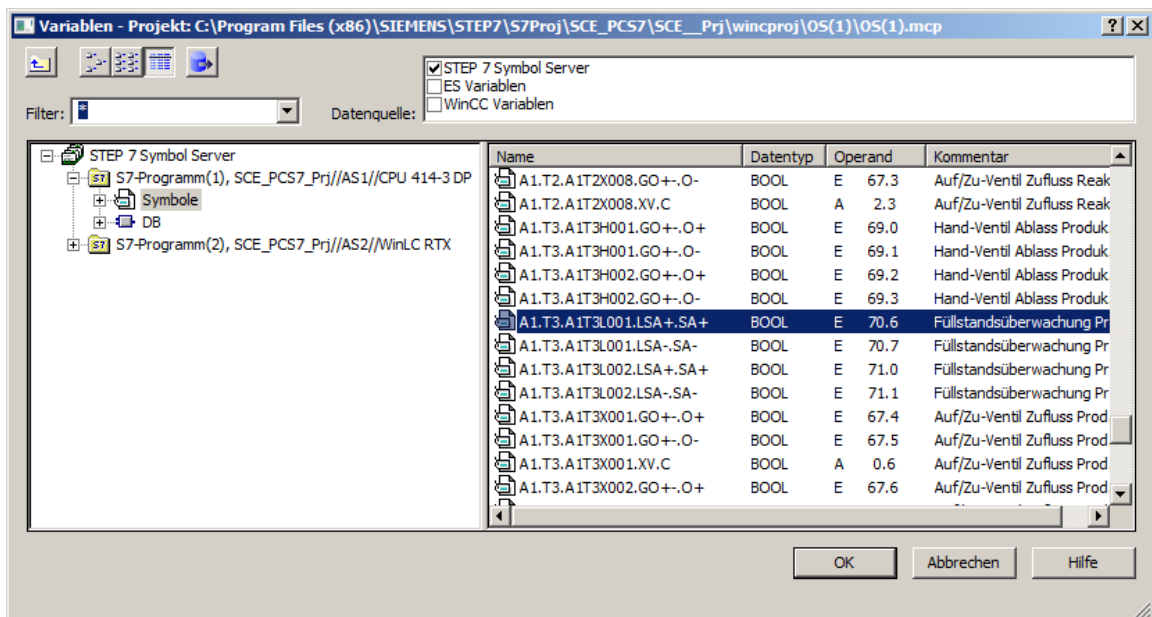 Variablen - Projekt: C:\Program Files (x86)\SIEMENS\STEP7\S7Proj\SCE_PCS7\SCE__Prj\wincproj\OS(1)\OS(1).mcp
Filter: *
Datenquelle:
STEP 7 Symbol Server
ES Variablen
WinCC Variablen
STEP 7 Symbol Server
S7-Programm(1), SCE_PCS7_Prj//AS1//CPU 414-3 DP
Symbole
DB
S7-Programm(2), SCE_PCS7_Prj//AS2//WinLC RTX
Name Datentyp Operand Kommentar
A1.T2.A1T2X008.GO+-.O- BOOL E 67.3 Auf/Zu-Ventil Zufluss Reak
A1.T2.A1T2X008.XV.C BOOL A 2.3 Auf/Zu-Ventil Zufluss Reak
A1.T3.A1T3H001.GO+-.O+ BOOL E 69.0 Hand-Ventil Ablass Produk
A1.T3.A1T3H001.GO+-.O- BOOL E 69.1 Hand-Ventil Ablass Produk
A1.T3.A1T3H002.GO+-.O+ BOOL E 69.2 Hand-Ventil Ablass Produk
A1.T3.A1T3H002.GO+-.O- BOOL E 69.3 Hand-Ventil Ablass Produk
A1.T3.A1T3L001.LSA+.SA+ BOOL E 70.6 Füllstandsüberwachung Pr
A1.T3.A1T3L001.LSA-.SA- BOOL E 70.7 Füllstandsüberwachung Pr
A1.T3.A1T3L002.LSA+.SA+ BOOL E 71.0 Füllstandsüberwachung Pr
A1.T3.A1T3L002.LSA-.SA- BOOL E 71.1 Füllstandsüberwachung Pr
A1.T3.A1T3X001.GO+-.O+ BOOL E 67.4 Auf/Zu-Ventil Zufluss Prod
A1.T3.A1T3X001.GO+-.O- BOOL E 67.5 Auf/Zu-Ventil Zufluss Prod
A1.T3.A1T3X001.XV.C BOOL A 0.6 Auf/Zu-Ventil Zufluss Prod
A1.T3.A1T3X002.GO+-.O+ BOOL E 67.6 Auf/Zu-Ventil Zufluss Prod
OK Abbrechen Hilfe